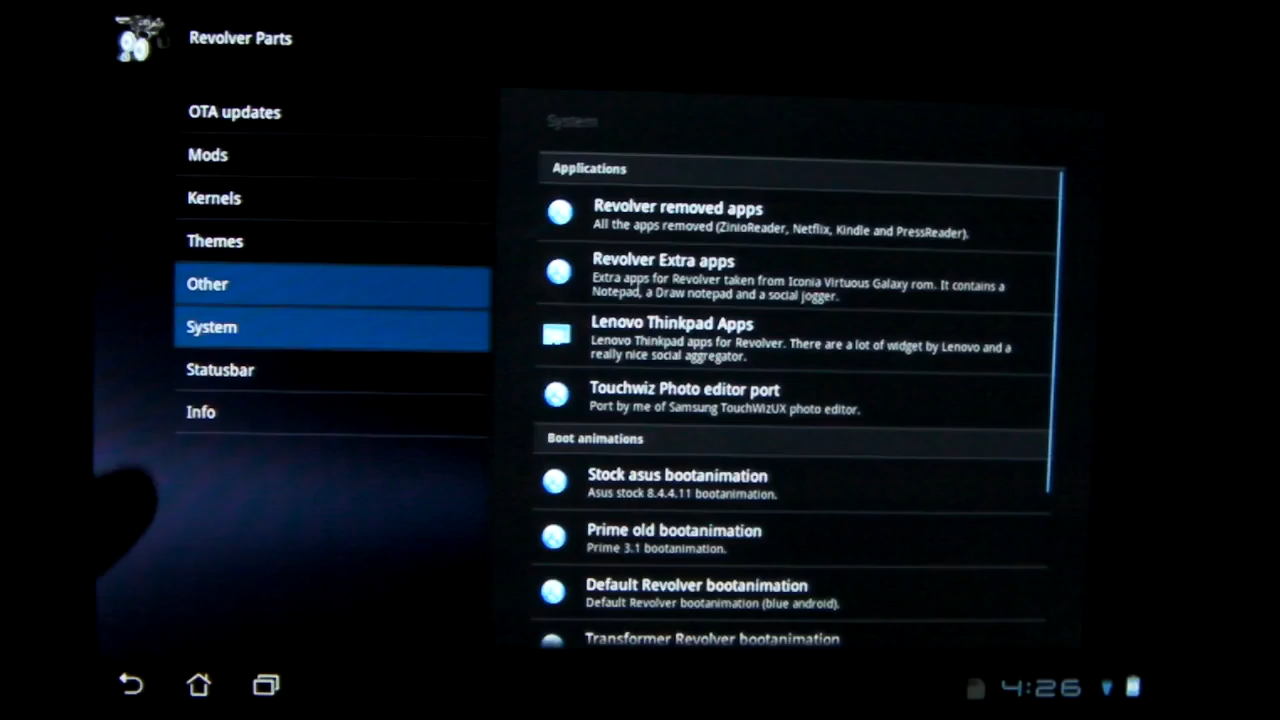 Revolver Parts
OTA updates
Mods
Kernels
Themes
Other
System
Statusbar
Info
System
Applications
Revolver removed apps
All the apps removed (ZinioReader, Netflix, Kindle and PressReader).
Revolver Extra apps
Extra apps for Revolver taken from Iconia Virtuous Galaxy rom. It contains a
Notepad, a Draw notepad and a social jogger.
Lenovo Thinkpad Apps
Lenovo Thinkpad apps for Revolver. There are a lot of widget by Lenovo and a
really nice social aggregator.
Touchwiz Photo editor port
Port by me of Samsung TouchWizUX photo editor.
Boot animations
Stock asus bootanimation
Asus stock 8.4.4.11 bootanimation.
Prime old bootanimation
Prime 3.1 bootanimation.
Default Revolver bootanimation
Default Revolver bootanimation (blue android).
Transformer Revolver bootanimation
4:26